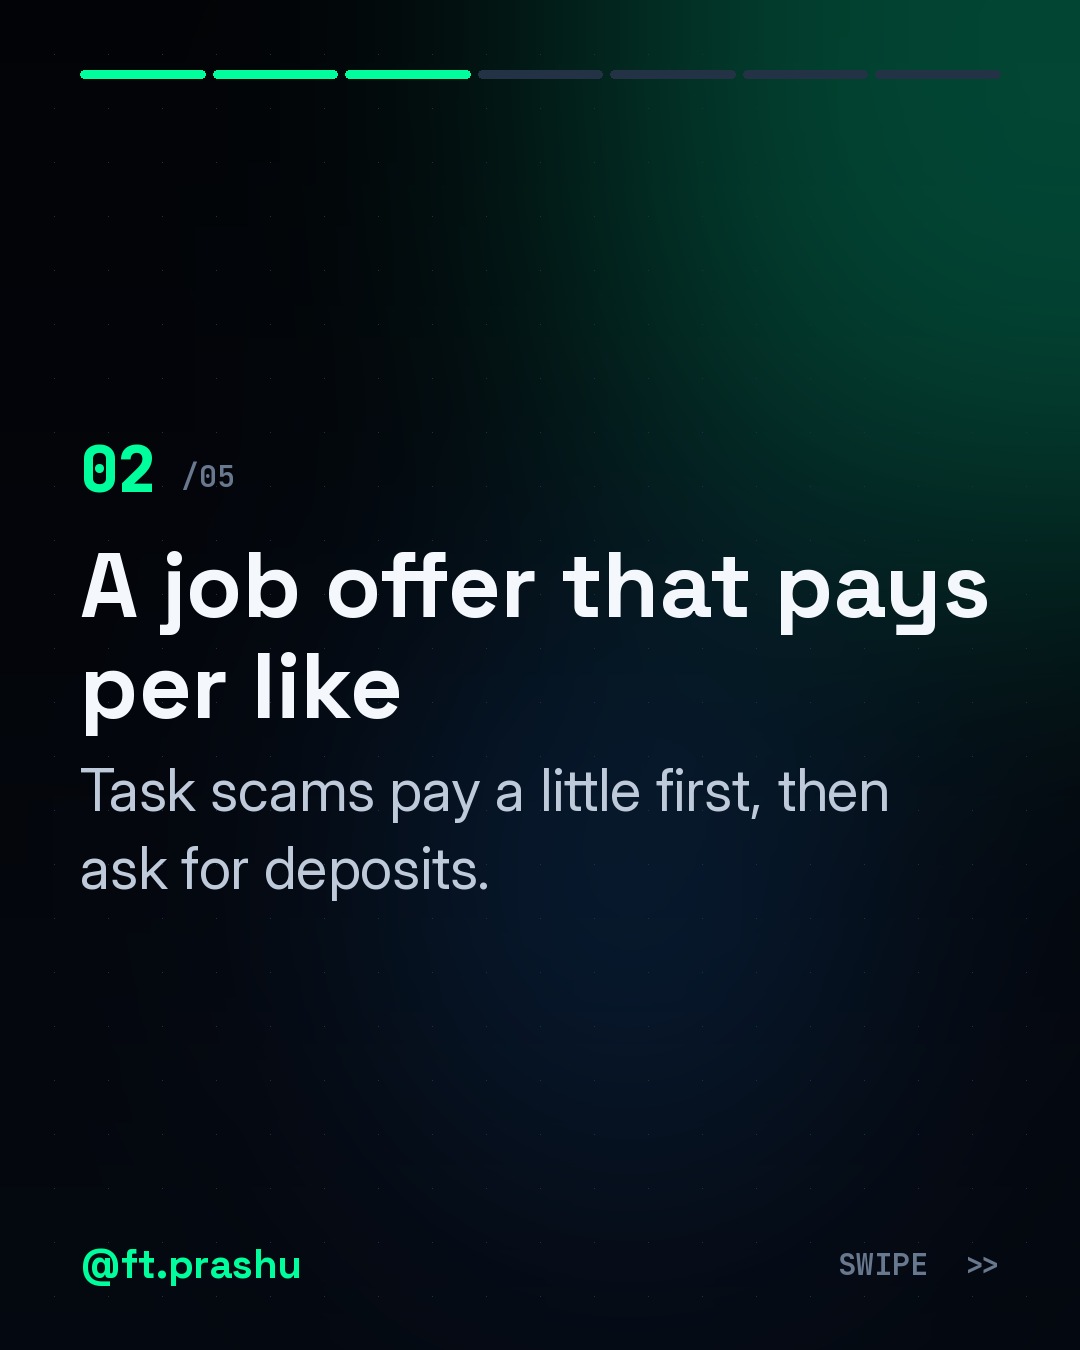 02 /05
A job offer that pays
per like
Task scams pay a little first, then
ask for deposits.
@ft.prashu
SWIPE >>